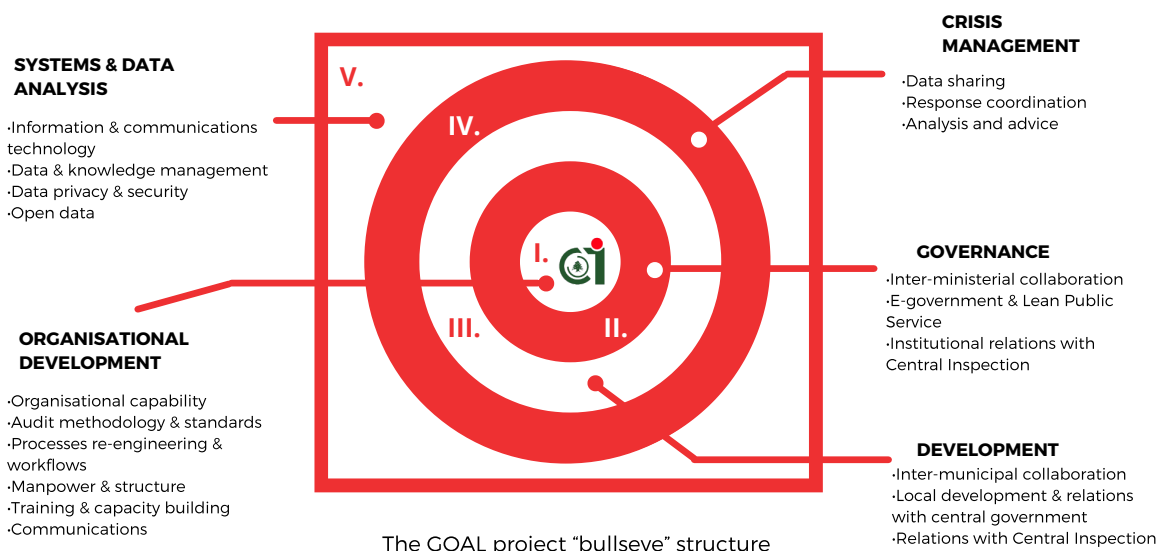 SYSTEMS & DATA
ANALYSIS
·Information & communications
technology
·Data & knowledge management
·Data privacy & security
·Open data
ORGANISATIONAL
DEVELOPMENT
·Organisational capability
·Audit methodology & standards
·Processes re-engineering &
workflows
·Manpower & structure
·Training & capacity building
·Communications
V.
IV.
I.
Ci
III.
II.
CRISIS
MANAGEMENT
·Data sharing
·Response coordination
·Analysis and advice
GOVERNANCE
·Inter-ministerial collaboration
·E-government & Lean Public
Service
·Institutional relations with
Central Inspection
DEVELOPMENT
·Inter-municipal collaboration
·Local development & relations
with central government
·Relations with Central Inspection
The GOAL project “bullseye” structure